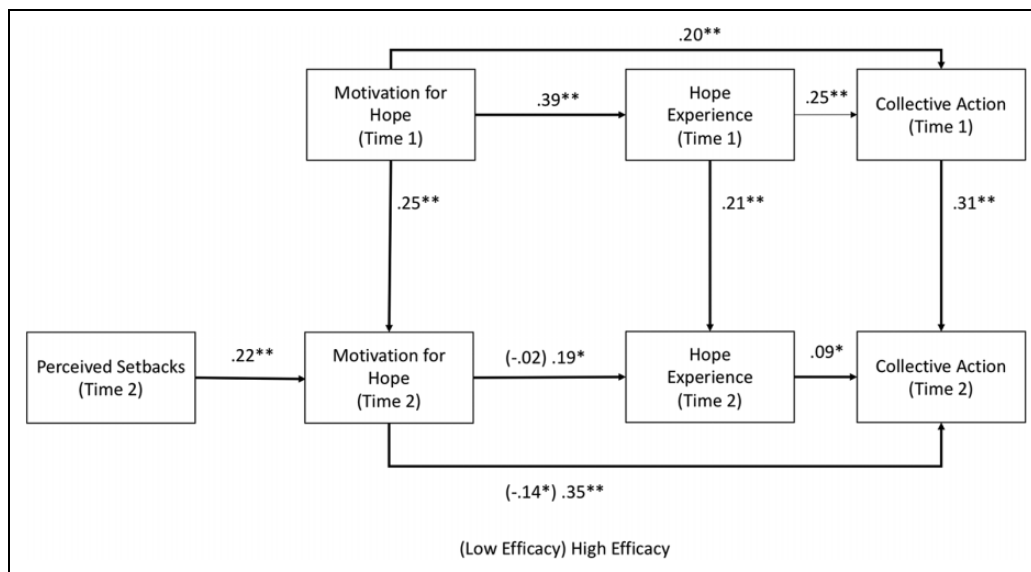 .20**
Motivation for
Hope
(Time 1)
.39**
Hope
Experience
(Time 1)
.25**
Collective Action
(Time 1)
.25**
.21**
.31**
Perceived Setbacks
(Time 2)
.22**
Motivation for
Hope
(Time 2)
(-.02) .19*
Hope
Experience
(Time 2)
.09*
Collective Action
(Time 2)
(-.14*) .35**
(Low Efficacy) High Efficacy